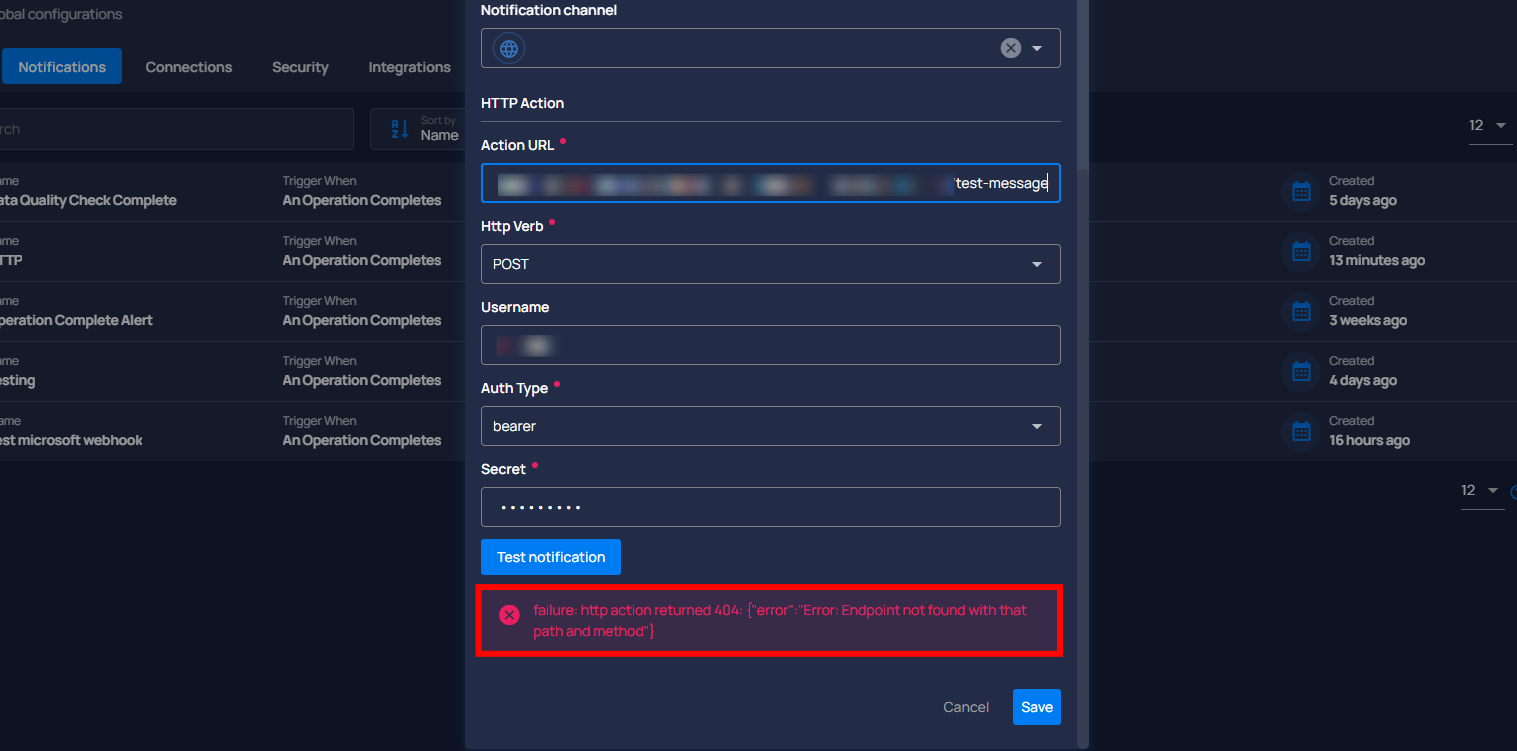 obal configurations
Notifications Connections Security Integrations
rch
Sort by
Name
12
ame Trigger When Created
ata Quality Check Complete An Operation Completes 5 days ago
ame Trigger When Created
TTP An Operation Completes 13 minutes ago
ame Trigger When Created
peration Complete Alert An Operation Completes 3 weeks ago
ame Trigger When Created
esting An Operation Completes 4 days ago
ame Trigger When Created
est microsoft webhook An Operation Completes 16 hours ago
12
Notification channel
HTTP Action
Action URL
test-message
Http Verb
POST
Username
Auth Type
bearer
Secret
Test notification
failure: http action returned 404: {"error":"Error: Endpoint not found with that
path and method"}
Cancel Save